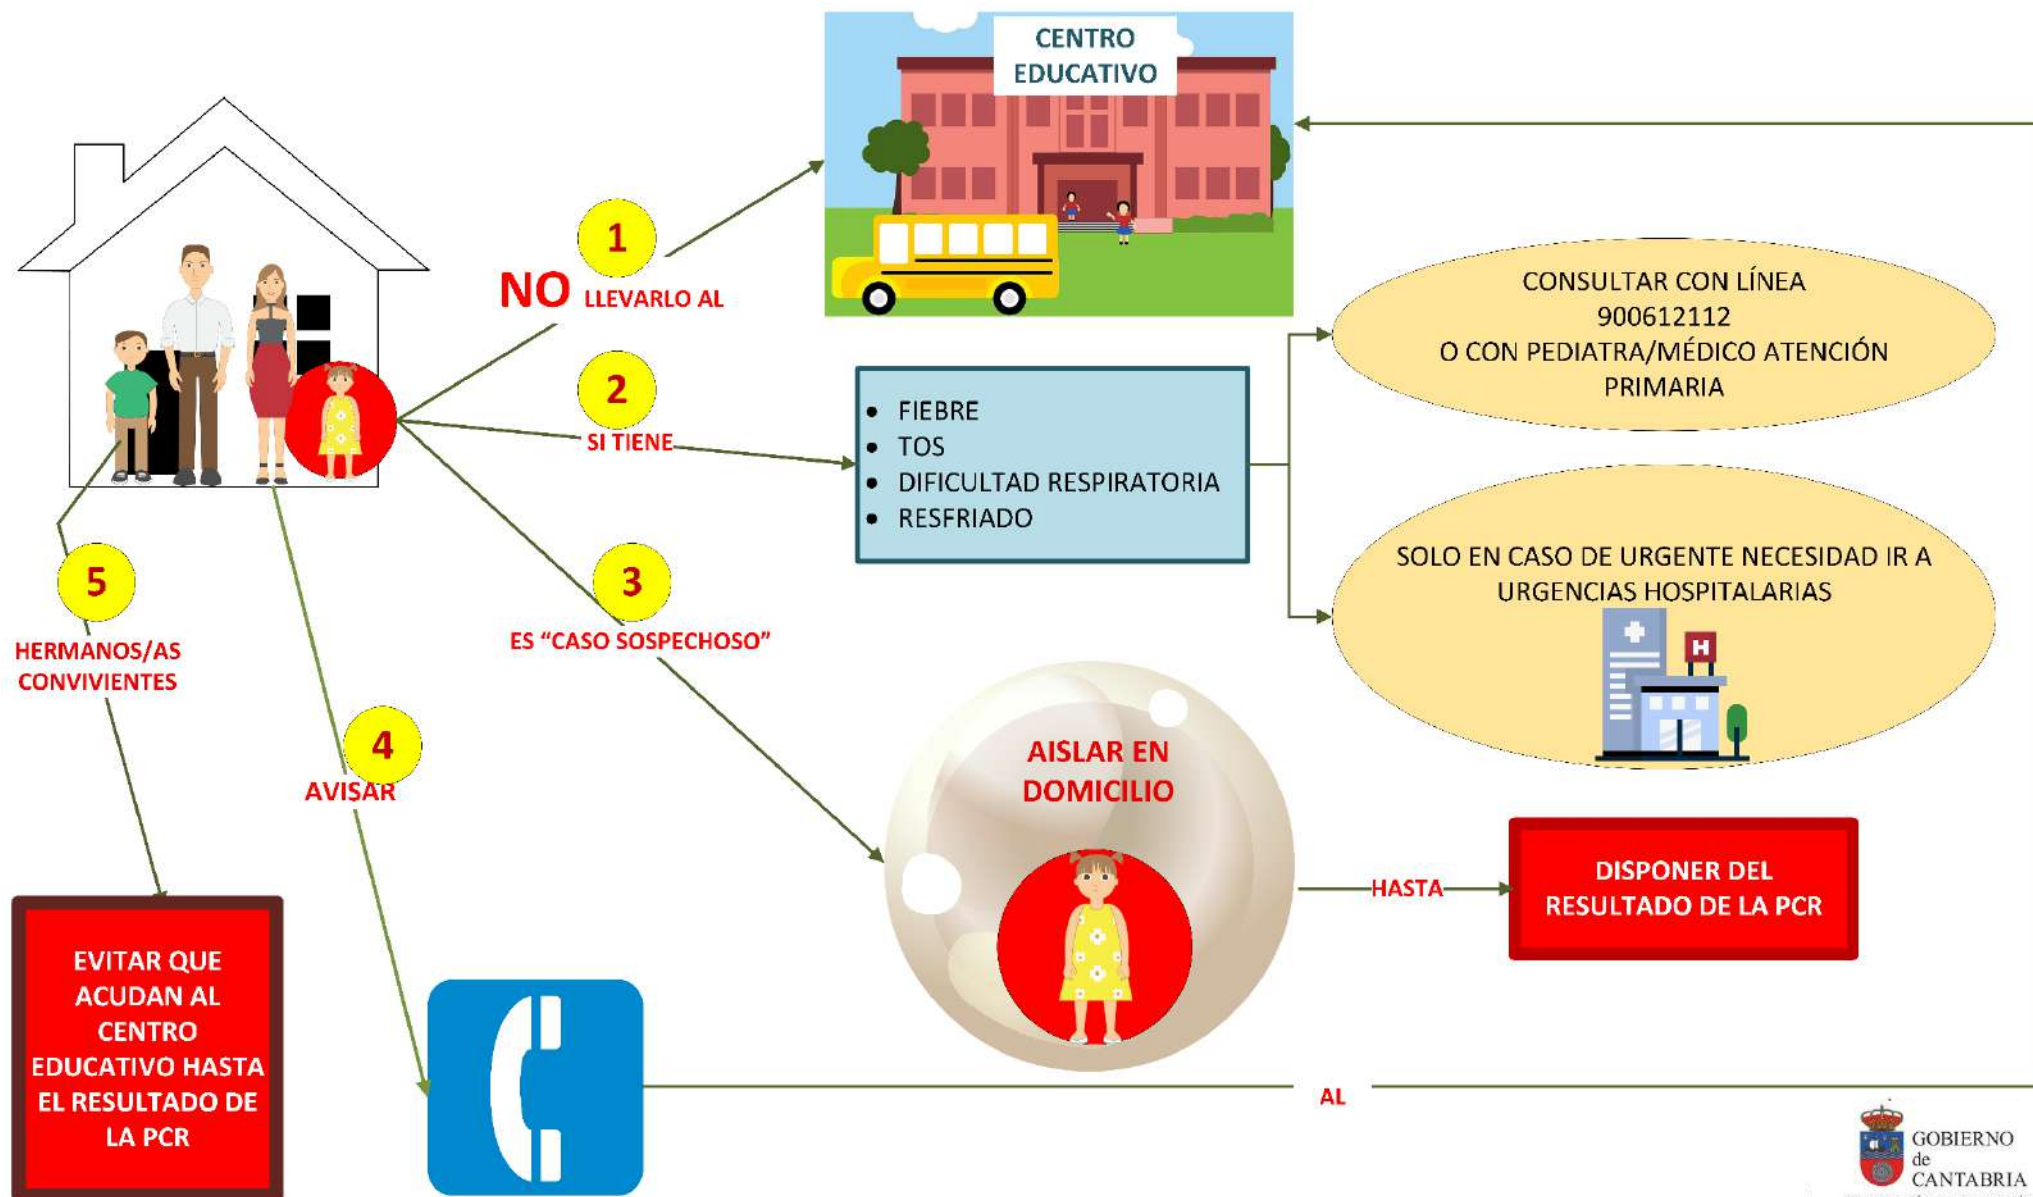 CENTRO
EDUCATIVO
1
NO LLEVARLO AL
2
SI TIENE
• FIEBRE
• TOS
• DIFICULTAD RESPIRATORIA
• RESFRIADO
CONSULTAR CON LÍNEA
900612112
O CON PEDIATRA/MÉDICO ATENCIÓN
PRIMARIA
SOLO EN CASO DE URGENTE NECESIDAD IR A
URGENCIAS HOSPITALARIAS
H
3
ES “CASO SOSPECHOSO”
AISLAR EN
DOMICILIO
HASTA
DISPONER DEL
RESULTADO DE LA PCR
4
AVISAR
AL
5
HERMANOS/AS
CONVIVIENTES
EVITAR QUE
ACUDAN AL
CENTRO
EDUCATIVO HASTA
EL RESULTADO DE
LA PCR
GOBIERNO
de
CANTABRIA